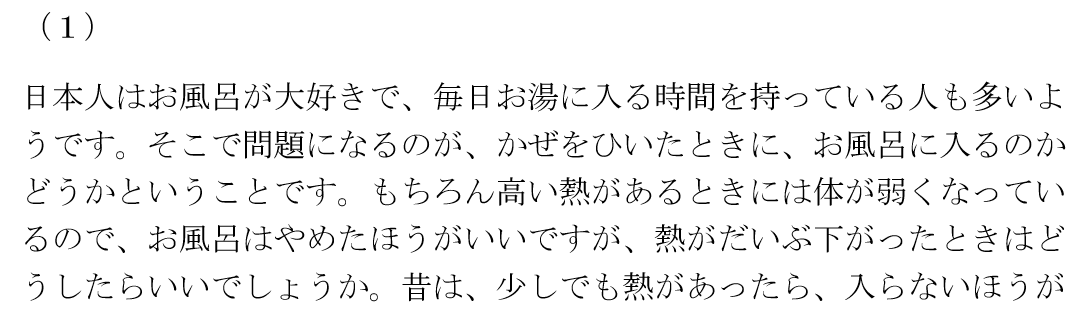 （１）
日本人はお風呂が大好きで、毎日お湯に入る時間を持っている人も多いよ
うです。そこで問題になるのが、かぜをひいたときに、お風呂に入るのか
どうかということです。もちろん高い熱があるときには体が弱くなってい
るので、お風呂はやめたほうがいいですが、熱がだいぶ下がったときはど
うしたらいいでしょうか。昔は、少しでも熱があったら、入らないほうが